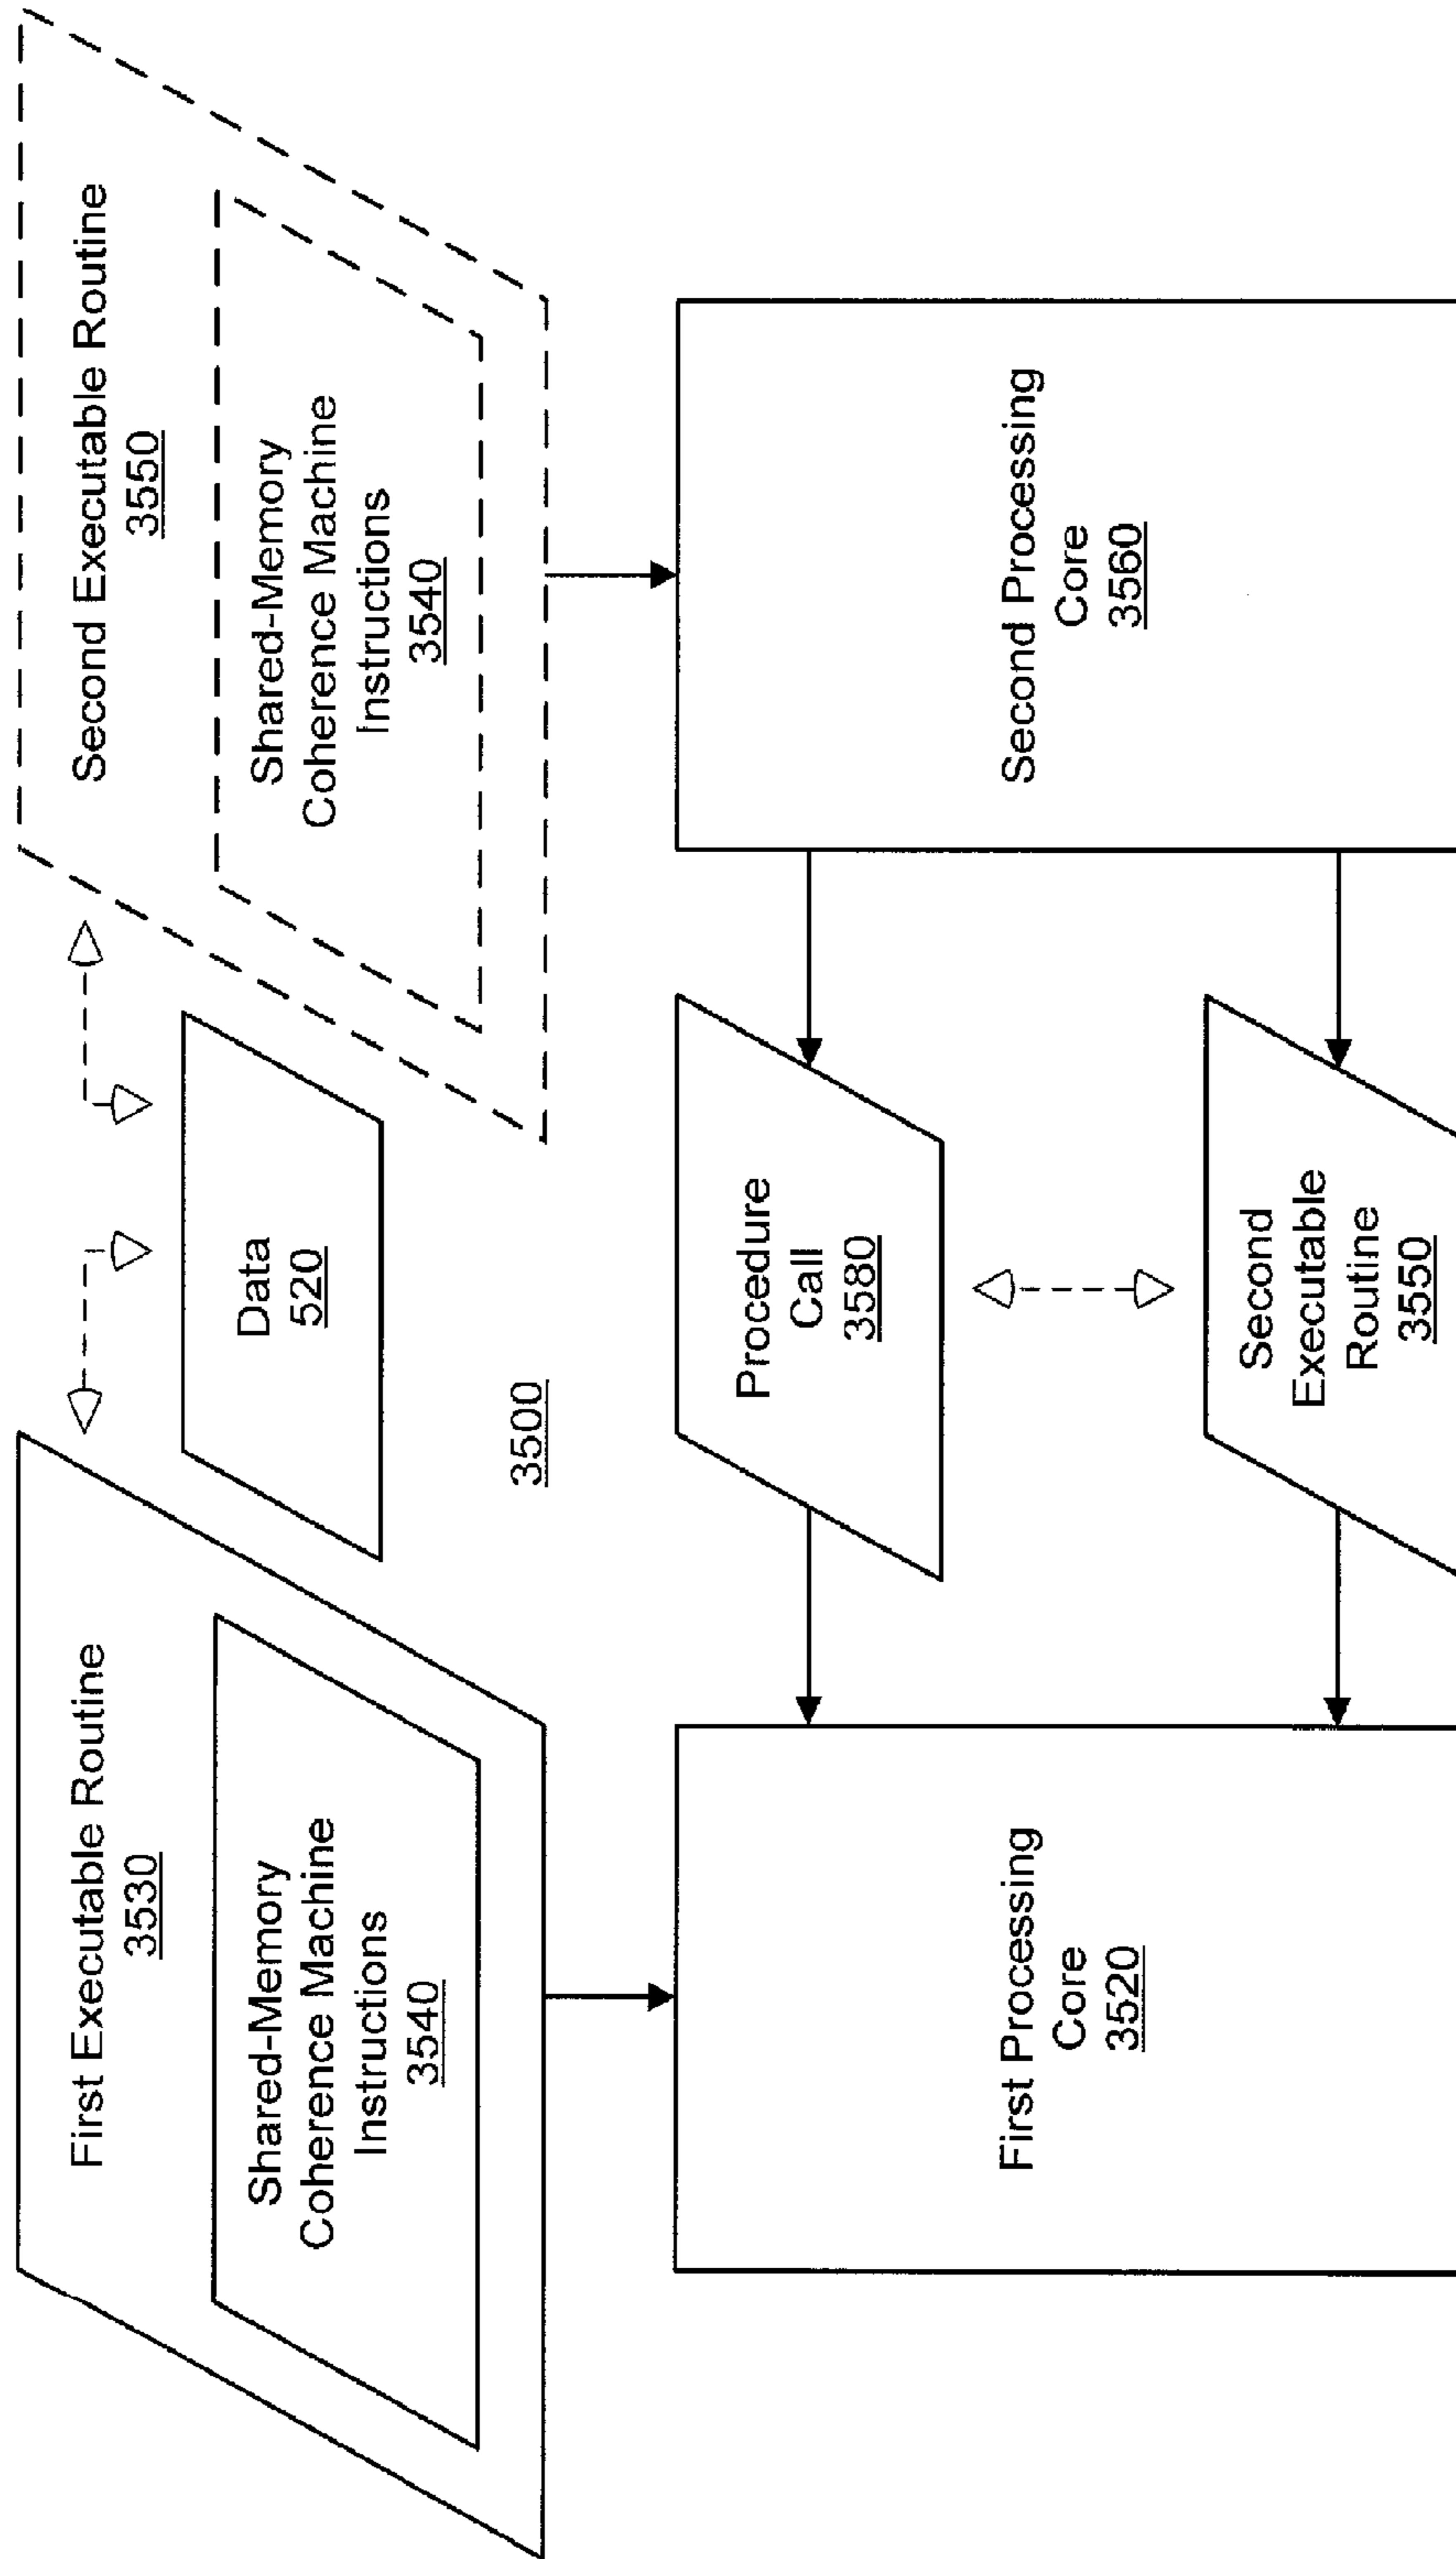 First Executable Routine
3530
Shared-Memory
Coherence Machine
Instructions
3540
Data
520
Second Executable Routine
3550
Shared-Memory
Coherence Machine
Instructions
3540
3500
First Processing
Core
3520
Procedure
Call
3580
Second
Executable
Routine
3550
Second Processing
Core
3560